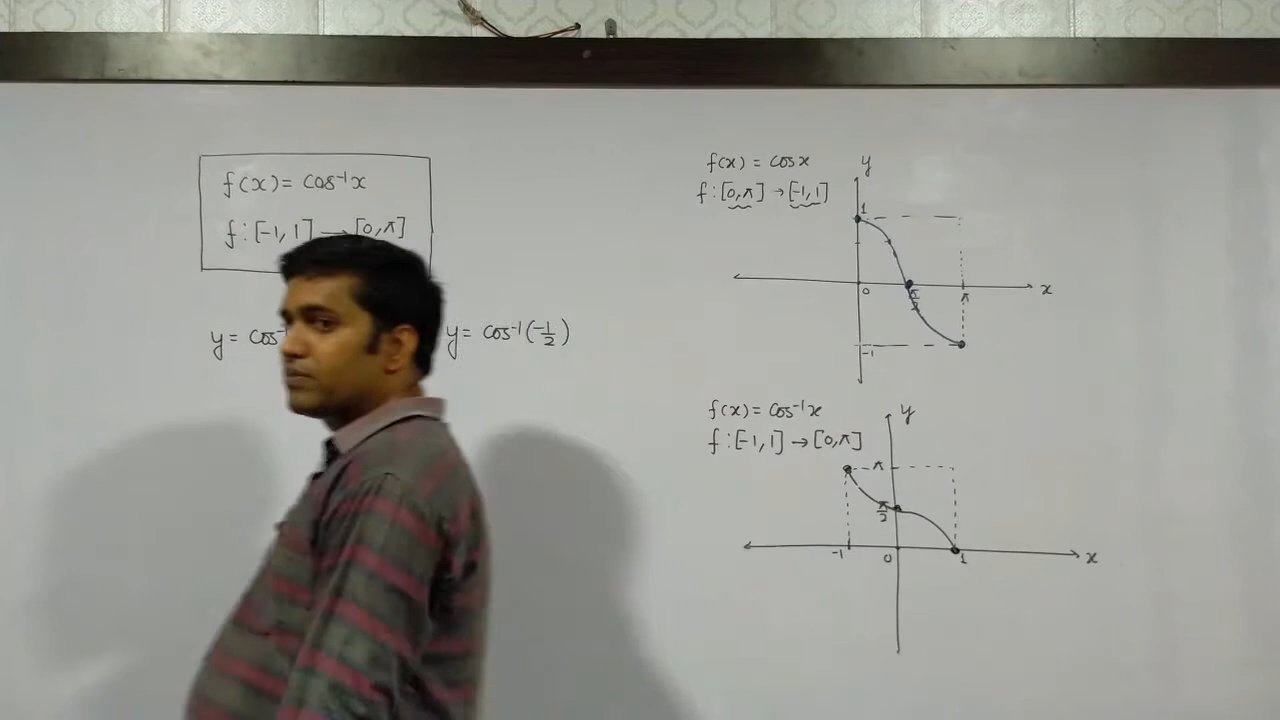 f(x) = cos⁻¹x
f : [-1, 1] → [0, π]
y = cos⁻¹
y = cos⁻¹(-1/2)
f(x) = cos x
f : [0, π] → [-1, 1]
y
1
0
π/2
π
x
-1
f(x) = cos⁻¹x
f : [-1, 1] → [0, π]
y
π
π/2
-1
0
1
x